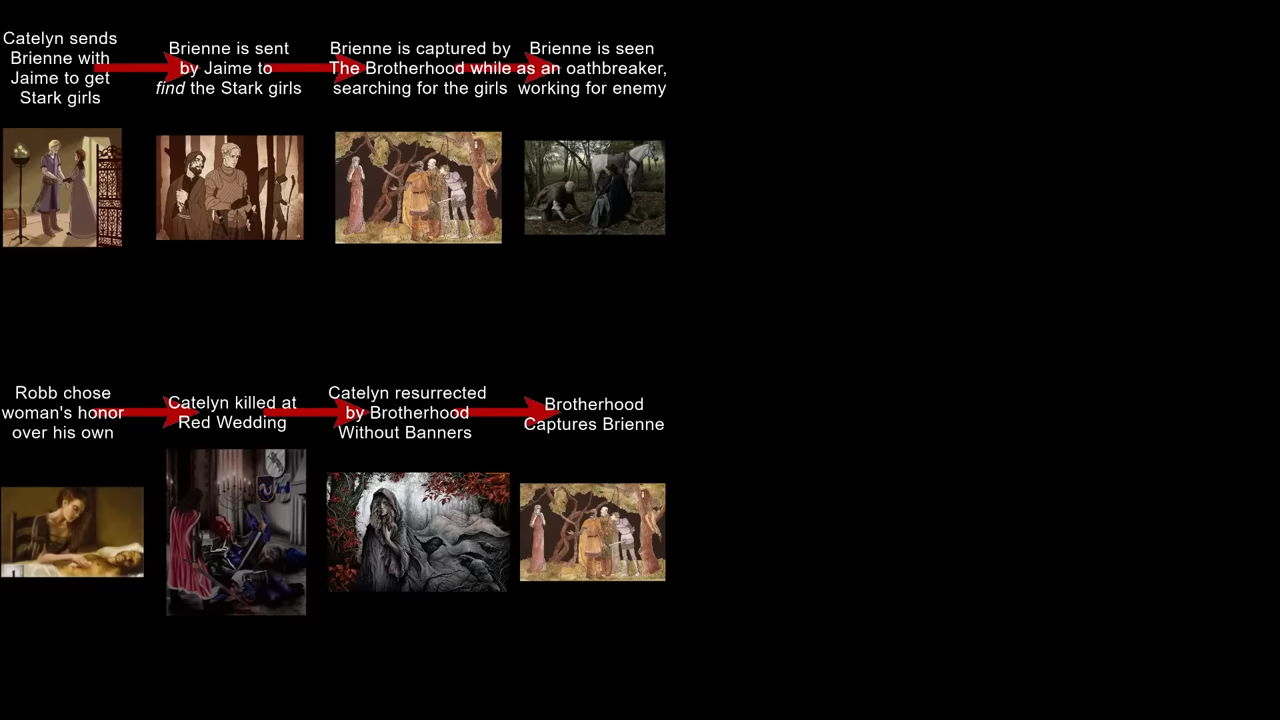 Catelyn sends
Brienne with
Jaime to get
Stark girls
Brienne is sent
by Jaime to
find the Stark girls
Brienne is captured by
The Brotherhood while
searching for the girls
Brienne is seen
as an oathbreaker,
working for enemy
Robb chose
woman's honor
over his own
Catelyn killed at
Red Wedding
Catelyn resurrected
by Brotherhood
Without Banners
Brotherhood
Captures Brienne